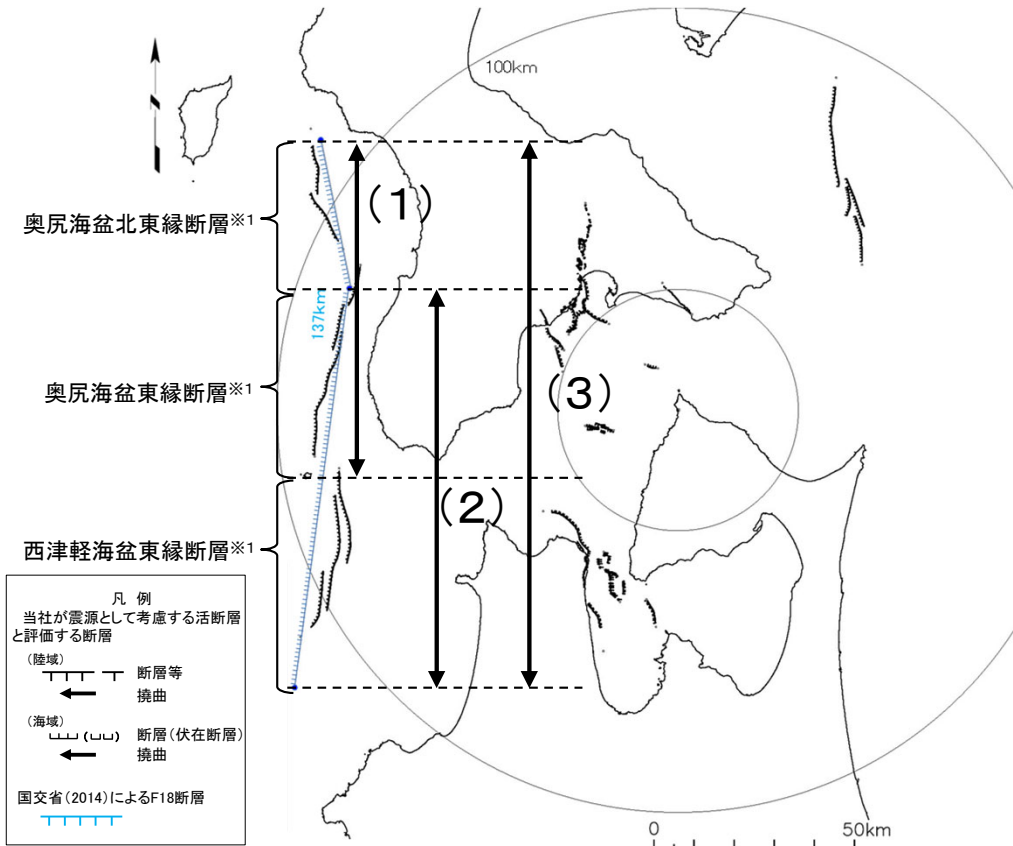 100km
奥尻海盆北東縁断層※1
(1)
137km
奥尻海盆東縁断層※1
(3)
(2)
西津軽海盆東縁断層※1
凡 例
当社が震源として考慮する活断層
と評価する断層
(陸域)
断層等
撓曲
(海域)
断層(伏在断層)
撓曲
国交省(2014)によるF18断層
0 50km